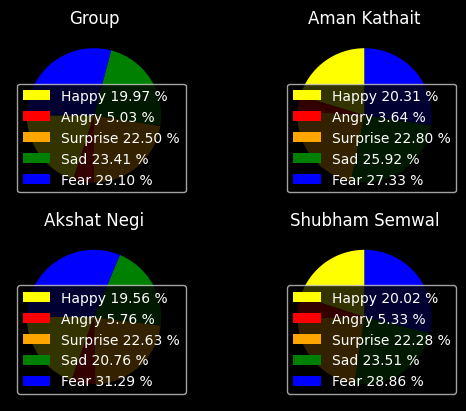 Group
Happy 19.97 %
Angry 5.03 %
Surprise 22.50 %
Sad 23.41 %
Fear 29.10 %
Aman Kathait
Happy 20.31 %
Angry 3.64 %
Surprise 22.80 %
Sad 25.92 %
Fear 27.33 %
Akshat Negi
Happy 19.56 %
Angry 5.76 %
Surprise 22.63 %
Sad 20.76 %
Fear 31.29 %
Shubham Semwal
Happy 20.02 %
Angry 5.33 %
Surprise 22.28 %
Sad 23.51 %
Fear 28.86 %